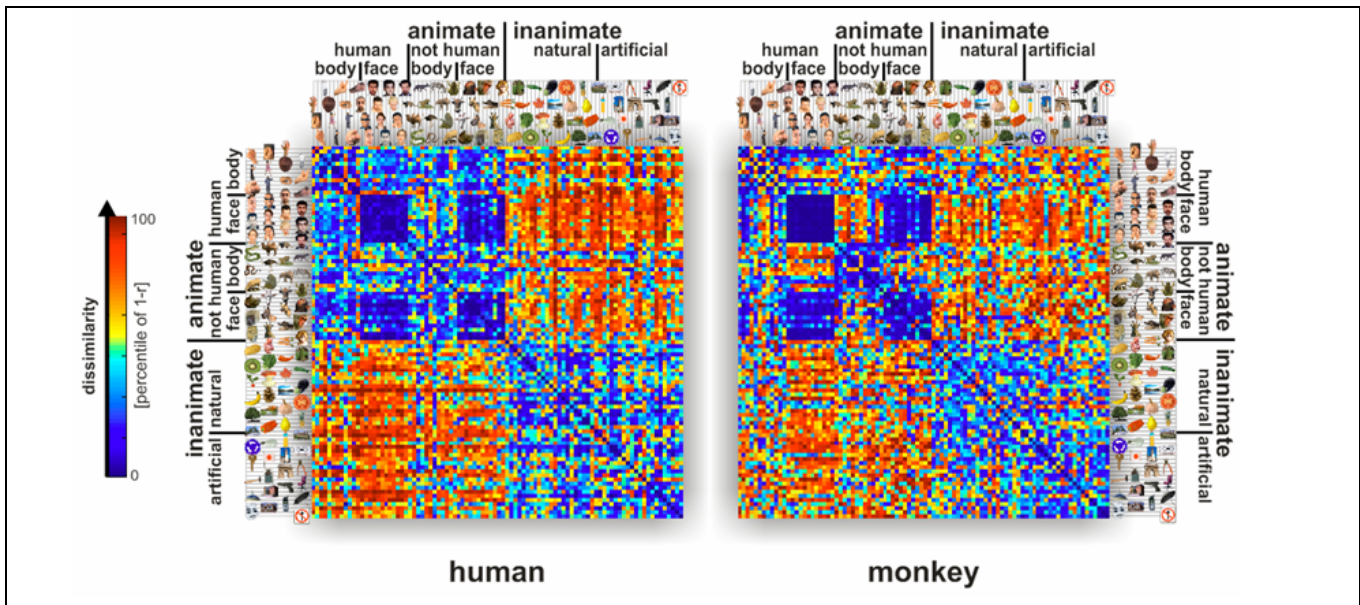 animate inanimate
human not human natural artificial
body face body face
animate inanimate
human not human natural artificial
body face body face
dissimilarity
[percentile of 1-r]
100
0
animate inanimate
human not human natural artificial
body face body face
human body face
not human body face
animate
natural artificial
inanimate
human
monkey